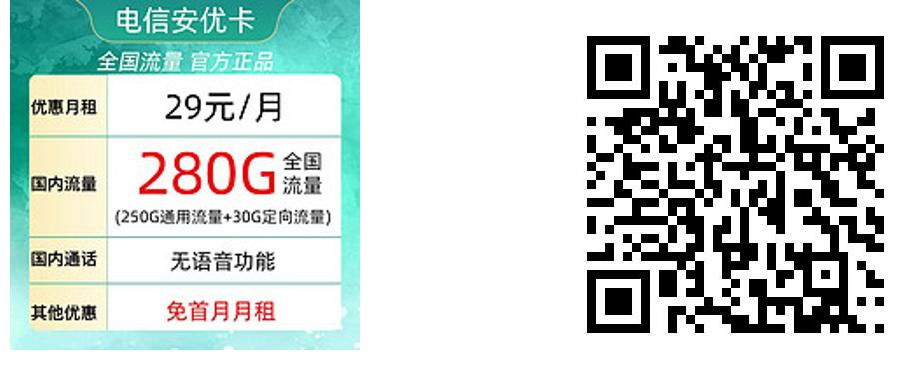 电信安优卡
全国流量 官方正品
优惠月租
29元/月
国内流量
280G 全国流量
(250G通用流量+30G定向流量)
国内通话
无语音功能
其他优惠
免首月月租